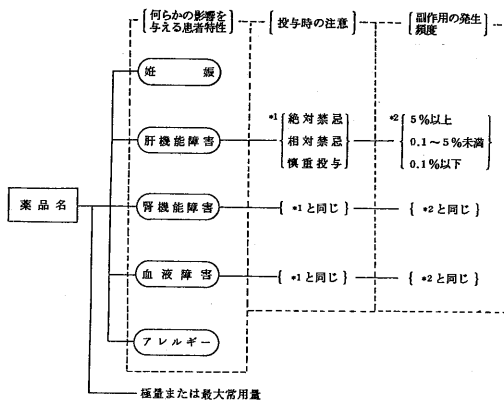 何らかの影響を
与える患者特性
投与時の注意
副作用の発生
頻度
妊娠
肝機能障害
*1 絶対禁忌
相対禁忌
慎重投与
*2 5%以上
0.1~5%未満
0.1%以下
薬品名
腎機能障害
{ *1と同じ }
{ *2と同じ }
血液障害
{ *1と同じ }
{ *2と同じ }
アレルギー
極量または最大常用量